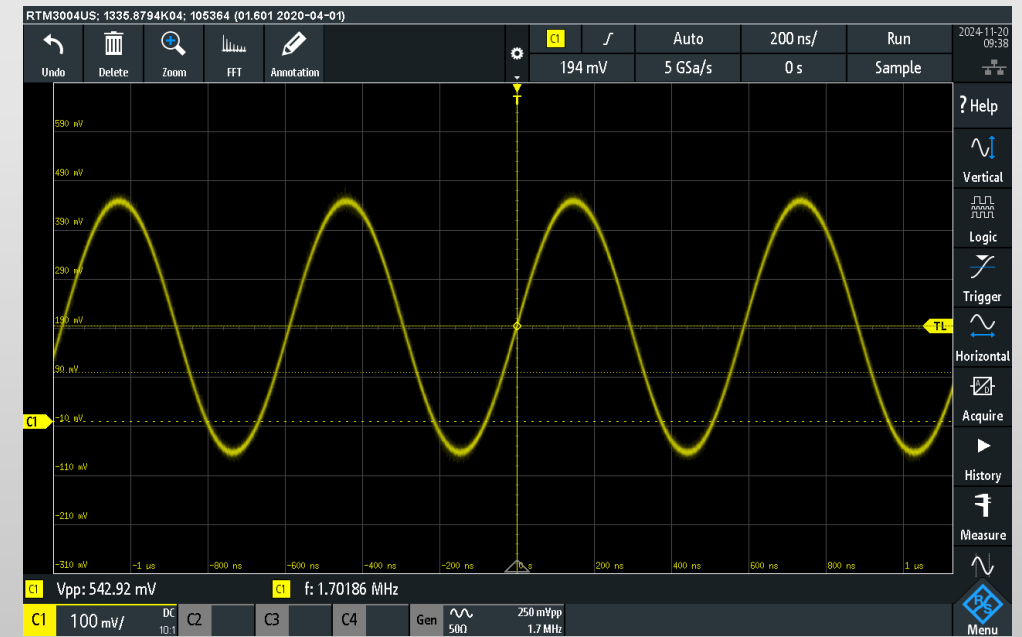 RTM3004US; 1335.8794K04; 105364 (01.601 2020-04-01)
Undo Delete Zoom FFT Annotation
C1 Auto 200 ns/ Run
194 mV 5 GSa/s 0 s Sample
2024-11-20
09:38
T
? Help
Vertical
Logic
Trigger
Horizontal
Acquire
History
Measure
Menu
590 mV
490 mV
390 mV
290 mV
190 mV
TL
90 mV
C1 -10 mV
-110 mV
-210 mV
-310 mV -1 µs -800 ns -600 ns -400 ns -200 ns 0 s 200 ns 400 ns 600 ns 800 ns 1 µs
C1 Vpp: 542.92 mV C1 f: 1.70186 MHz
C1 100 mV/ DC 10:1 C2 C3 C4 Gen 50Ω 250 mVpp 1.7 MHz